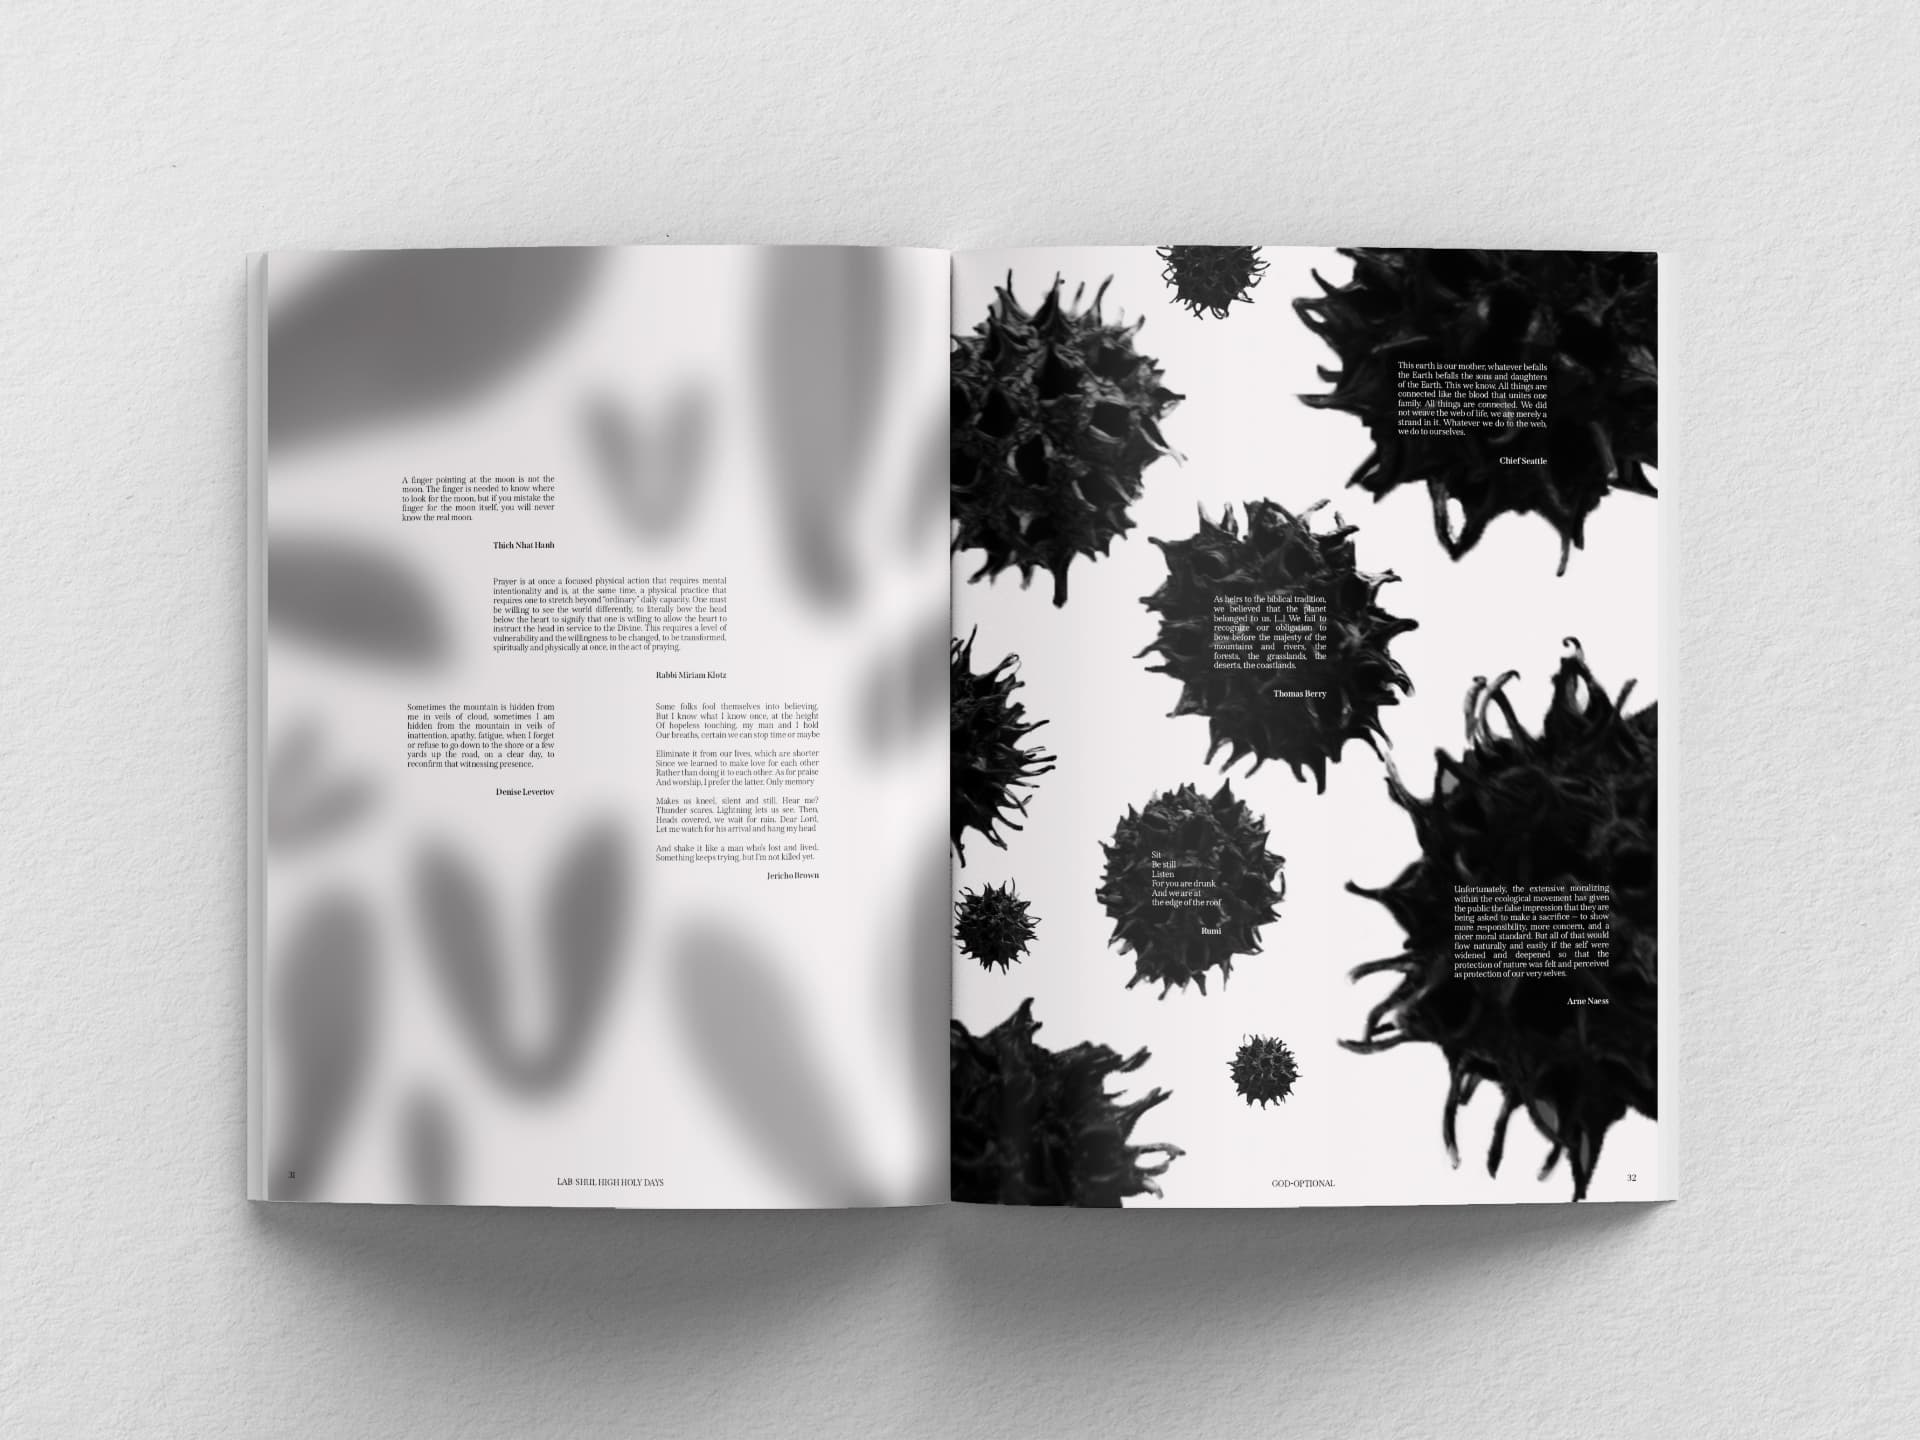 A finger pointing at the moon is not the
moon. The finger is needed to know where
to look for the moon, but if you mistake the
finger for the moon itself, you will never
know the real moon.
Thich Nhat Hanh
Prayer is at once a focused physical action that requires mental
intentionality and is, at the same time, a physical practice that
requires one to stretch beyond "ordinary" daily capacity. One must
be willing to see the world differently, to literally bow the head
below the heart to signify that one is willing to allow the heart to
instruct the head in service to the Divine. This requires a level of
vulnerability and the willingness to be changed, to be transformed,
spiritually and physically at once, in the act of praying.
Rabbi Miriam Klotz
Sometimes the mountain is hidden from
me in veils of cloud, sometimes I am
hidden from the mountain in veils of
inattention, apathy, fatigue, when I forget
or refuse to go down to the shore or a few
yards up the road, on a clear day, to
reconfirm that witnessing presence.
Denise Levertov
Some folks fool themselves into believing,
But I know what I know once, at the height
Of hopeless touching, my man and I hold
Our breaths, certain we can stop time or maybe
Eliminate it from our lives, which are shorter
Since we learned to make love for each other
Rather than doing it to each other. As for praise
And worship, I prefer the latter. Only memory
Makes us kneel, silent and still. Hear me?
Thunder scares. Lightning lets us see. Then,
Heads covered, we wait for rain. Dear Lord,
Let me watch for his arrival and hang my head
And shake it like a man who's lost and lived.
Something keeps trying, but I'm not killed yet.
Jericho Brown
31
LAB/SHUL HIGH HOLY DAYS
This earth is our mother, whatever befalls
the Earth befalls the sons and daughters
of the Earth. This we know. All things are
connected like the blood that unites one
family. All things are connected. We did
not weave the web of life, we are merely a
strand in it. Whatever we do to the web,
we do to ourselves.
Chief Seattle
As heirs to the biblical tradition,
we believed that the planet
belonged to us. [...] We fail to
recognize our obligation to
bow before the majesty of the
mountains and rivers, the
forests, the grasslands, the
deserts, the coastlands.
Thomas Berry
Sit
Be still
Listen
For you are drunk
And we are at
the edge of the roof
Rumi
Unfortunately, the extensive moralizing
within the ecological movement has given
the public the false impression that they are
being asked to make a sacrifice – to show
more responsibility, more concern, and a
nicer moral standard. But all of that would
flow naturally and easily if the self were
widened and deepened so that the
protection of nature was felt and perceived
as protection of our very selves.
Arne Naess
GOD-OPTIONAL
32